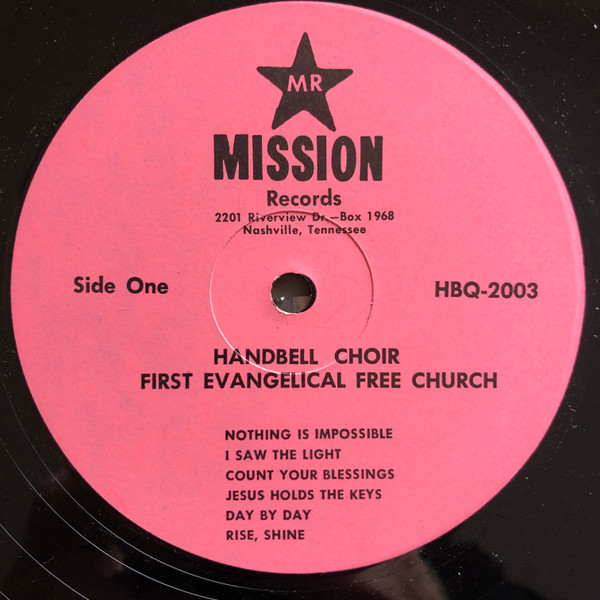 MR
MISSION
Records
2201 Riverview Dr.—Box 1968
Nashville, Tennessee
Side One
HBQ-2003
HANDBELL CHOIR
FIRST EVANGELICAL FREE CHURCH
NOTHING IS IMPOSSIBLE
I SAW THE LIGHT
COUNT YOUR BLESSINGS
JESUS HOLDS THE KEYS
DAY BY DAY
RISE, SHINE